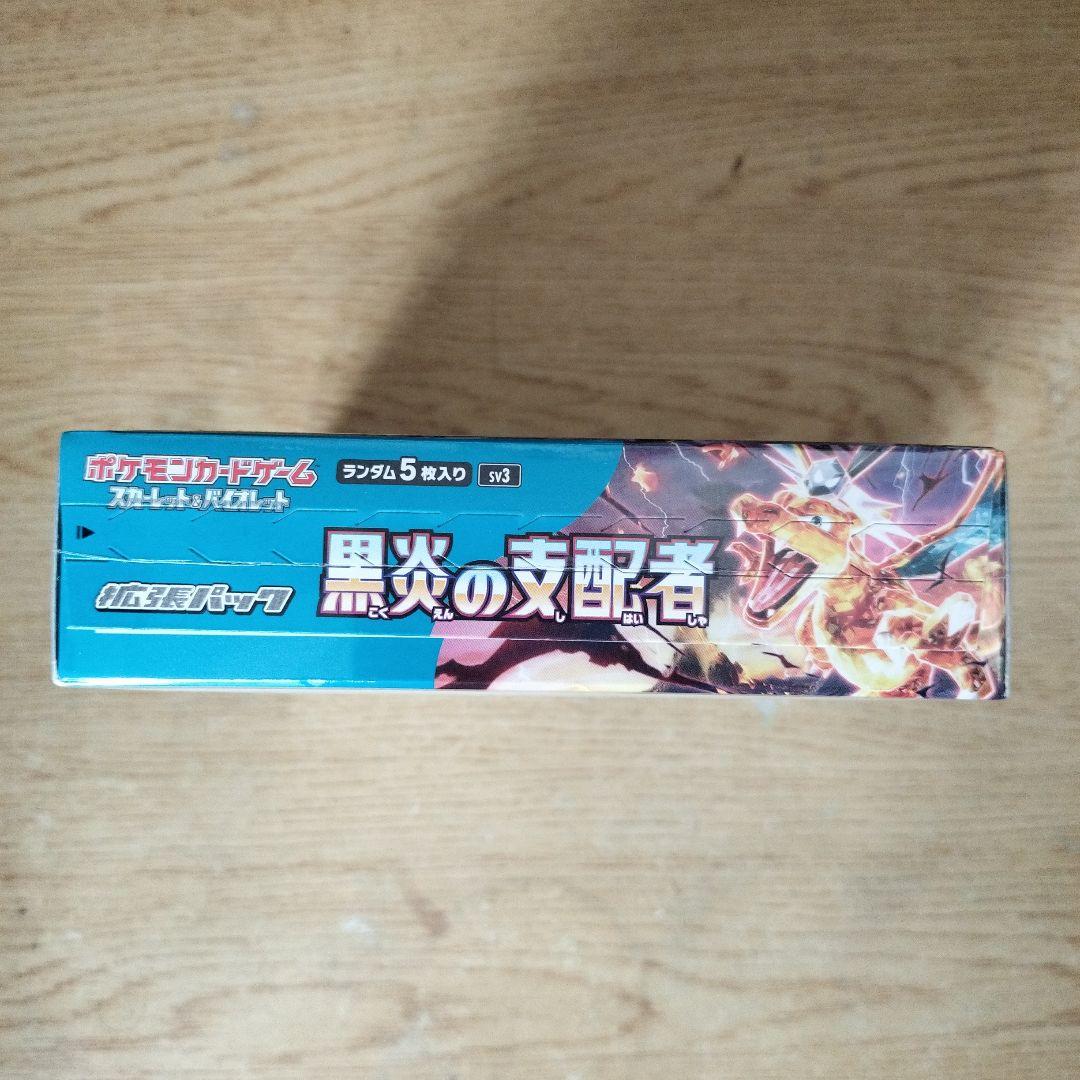 ポケモンカードゲーム
スカーレット&バイオレット
ランダム5枚入り
SV3
拡張パック
黒炎の支配者
こくえんしはいしゃ